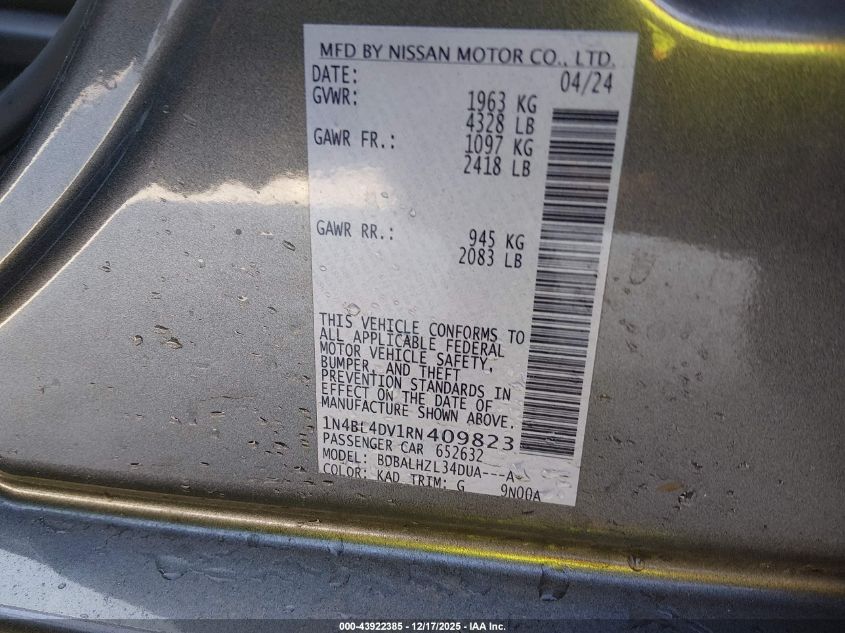 MFD BY NISSAN MOTOR CO., LTD.
DATE: 04/24
GVWR: 1963 KG
4328 LB
GAWR FR.: 1097 KG
2418 LB
GAWR RR.: 945 KG
2083 LB
THIS VEHICLE CONFORMS TO
ALL APPLICABLE FEDERAL
MOTOR VEHICLE SAFETY,
BUMPER, AND THEFT
PREVENTION STANDARDS IN
EFFECT ON THE DATE OF
MANUFACTURE SHOWN ABOVE.
1N4BL4DV1RN409823
PASSENGER CAR 652632
MODEL: BDBALHZL34DUA---A
COLOR: KAD TRIM: G 9N00A
000-43922385 - 12/17/2025 - IAA Inc.